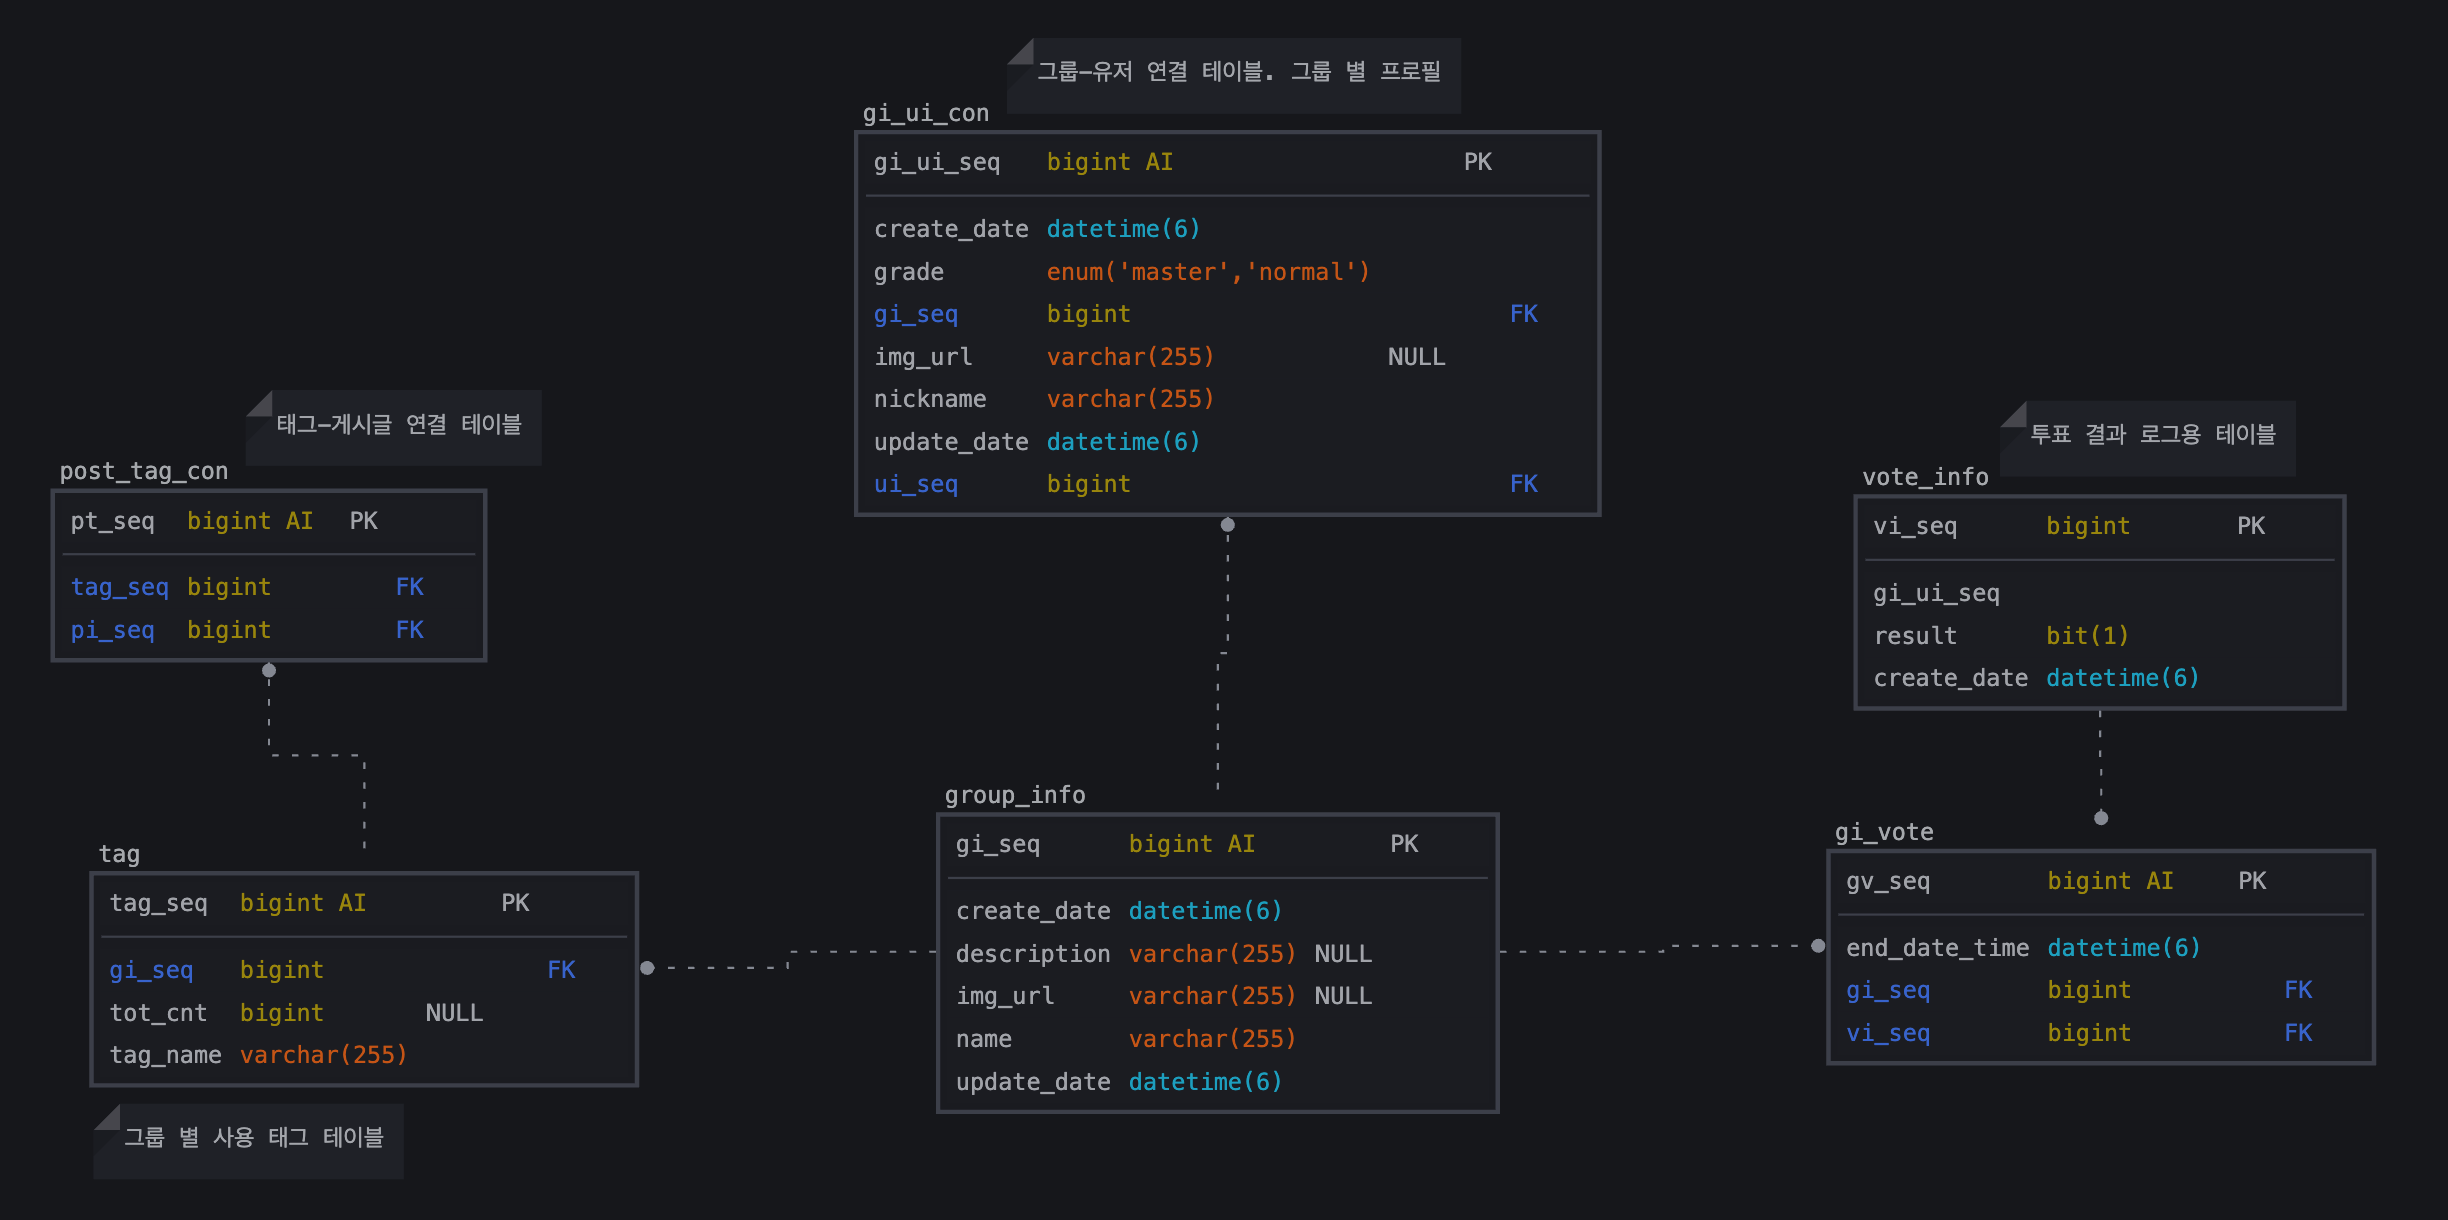 그룹-유저 연결 테이블. 그룹 별 프로필
gi_ui_con
gi_ui_seq bigint AI PK
create_date datetime(6)
grade enum('master','normal')
gi_seq bigint FK
img_url varchar(255) NULL
nickname varchar(255)
update_date datetime(6)
ui_seq bigint FK
태그-게시글 연결 테이블
post_tag_con
pt_seq bigint AI PK
tag_seq bigint FK
pi_seq bigint FK
투표 결과 로그용 테이블
vote_info
vi_seq bigint PK
gi_ui_seq
result bit(1)
create_date datetime(6)
tag
tag_seq bigint AI PK
gi_seq bigint FK
tot_cnt bigint NULL
tag_name varchar(255)
그룹 별 사용 태그 테이블
group_info
gi_seq bigint AI PK
create_date datetime(6)
description varchar(255) NULL
img_url varchar(255) NULL
name varchar(255)
update_date datetime(6)
gi_vote
gv_seq bigint AI PK
end_date_time datetime(6)
gi_seq bigint FK
vi_seq bigint FK